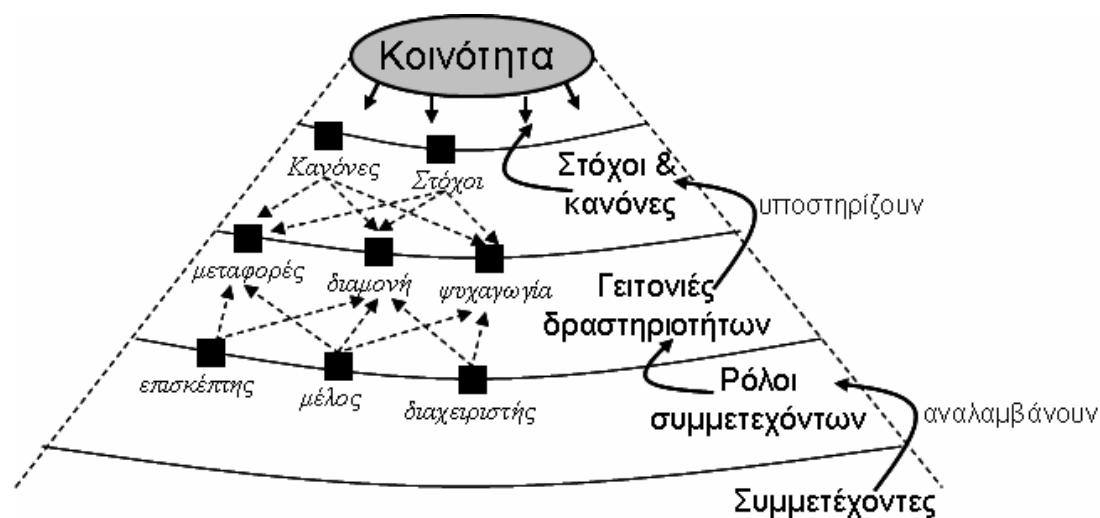 Κοινότητα
Κανόνες
Στόχοι
Στόχοι &
κανόνες
υποστηρίζουν
μεταφορές
διαμονή
ψυχαγωγία
Γειτονιές
δραστηριοτήτων
επισκέπτης
μέλος
διαχειριστής
Ρόλοι
συμμετεχόντων
αναλαμβάνουν
Συμμετέχοντες